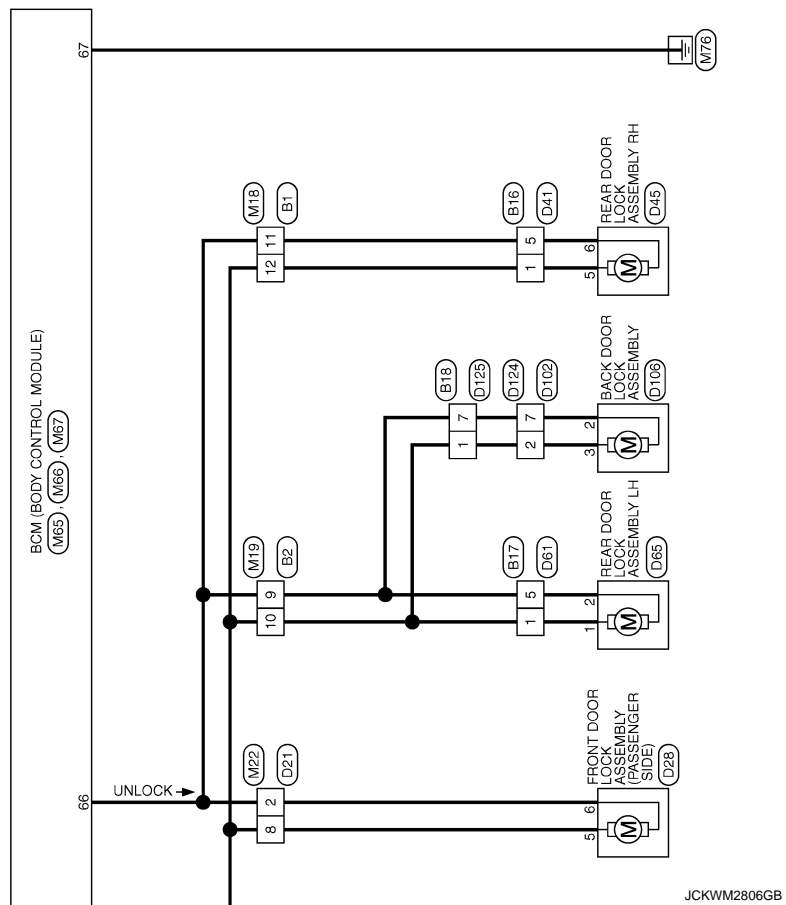 BCM (BODY CONTROL MODULE)
M65 , M66 , M67
67
M76
M18
B1
11
12
B16
D41
5
1
6
5
M
REAR DOOR
LOCK
ASSEMBLY RH
D45
B18
D125
7
1
D124
D102
7
2
2
3
M
BACK DOOR
LOCK
ASSEMBLY
D106
M19
B2
9
10
B17
D61
5
1
2
1
M
REAR DOOR
LOCK
ASSEMBLY LH
D65
66
UNLOCK
M22
D21
2
8
6
5
M
FRONT DOOR
LOCK
ASSEMBLY
(PASSENGER
SIDE)
D28
JCKWM2806GB